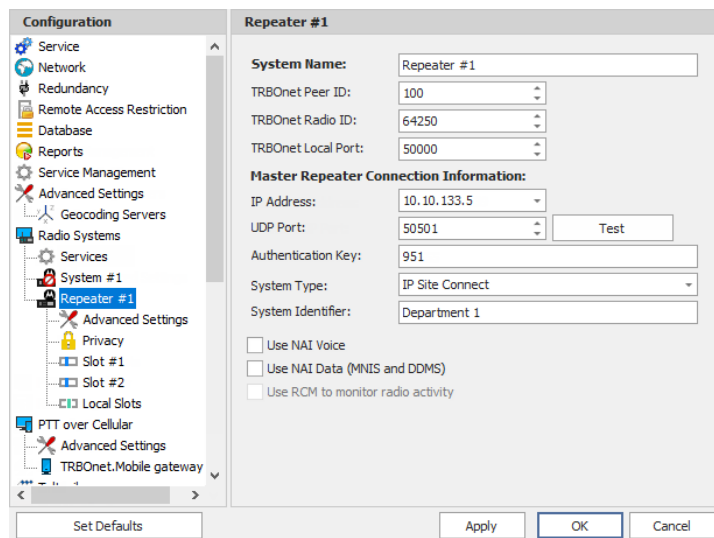 Configuration
Service
Network
Redundancy
Remote Access Restriction
Database
Reports
Service Management
Advanced Settings
Geocoding Servers
Radio Systems
Services
System #1
Repeater #1
Advanced Settings
Privacy
Slot #1
Slot #2
Local Slots
PTT over Cellular
Advanced Settings
TRBOnet.Mobile gateway
Repeater #1
System Name: Repeater #1
TRBOnet Peer ID: 100
TRBOnet Radio ID: 64250
TRBOnet Local Port: 50000
Master Repeater Connection Information:
IP Address: 10.10.133.5
UDP Port: 50501 Test
Authentication Key: 951
System Type: IP Site Connect
System Identifier: Department 1
Use NAI Voice
Use NAI Data (MNIS and DDMS)
Use RCM to monitor radio activity
Set Defaults Apply OK Cancel